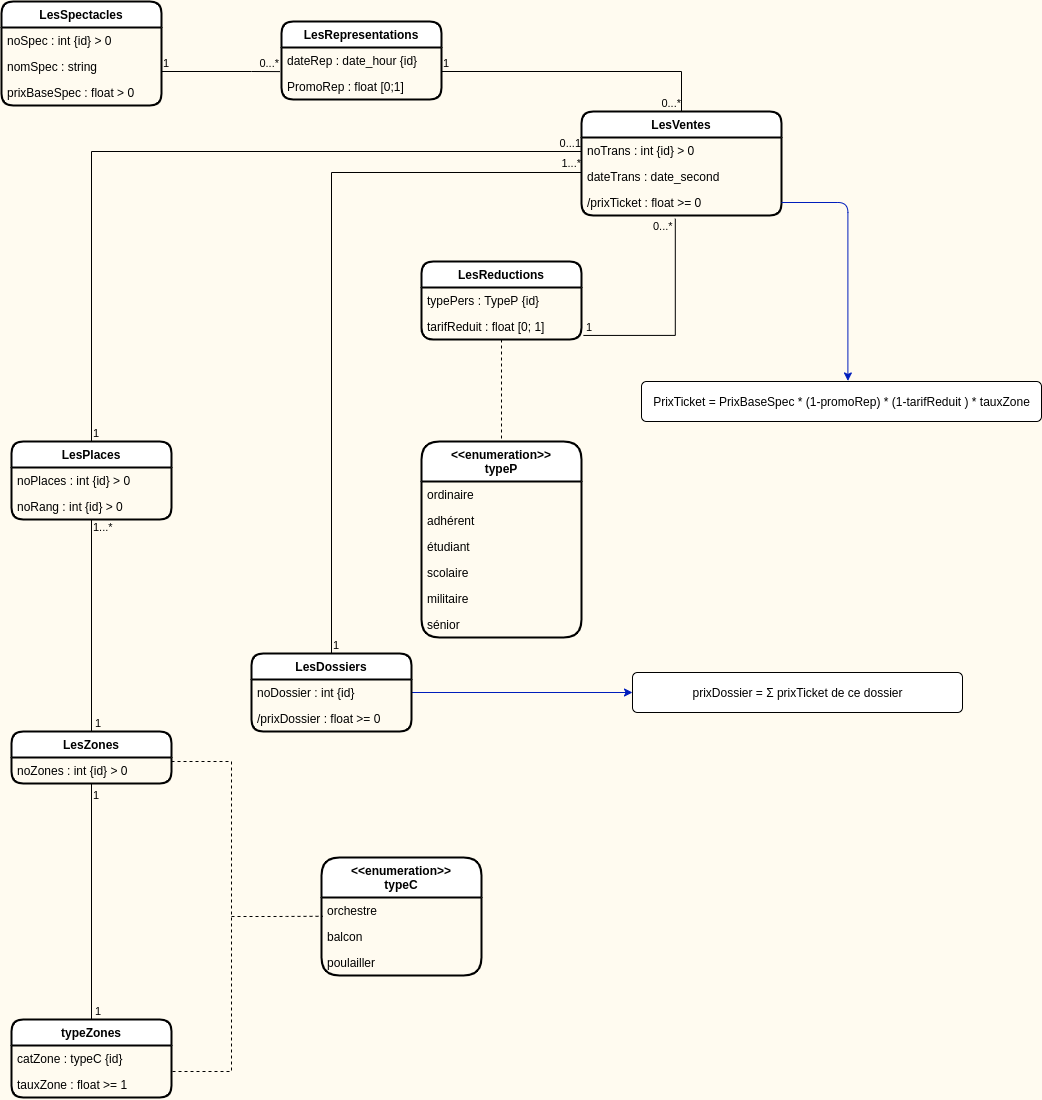 LesSpectacles
noSpec : int {id} > 0
nomSpec : string
prixBaseSpec : float > 0
1
0...*
LesRepresentations
dateRep : date_hour {id}
PromoRep : float [0;1]
1
0...*
LesVentes
noTrans : int {id} > 0
dateTrans : date_second
/prixTicket : float >= 0
0...1
1...*
0...*
LesReductions
typePers : TypeP {id}
tarifReduit : float [0; 1]
1
PrixTicket = PrixBaseSpec * (1-promoRep) * (1-tarifReduit ) * tauxZone
1
LesPlaces
noPlaces : int {id} > 0
noRang : int {id} > 0
1...*
<<enumeration>>
typeP
ordinaire
adhérent
étudiant
scolaire
militaire
sénior
1
LesDossiers
noDossier : int {id}
/prixDossier : float >= 0
prixDossier = Σ prixTicket de ce dossier
1
LesZones
noZones : int {id} > 0
1
<<enumeration>>
typeC
orchestre
balcon
poulailler
1
typeZones
catZone : typeC {id}
tauxZone : float >= 1